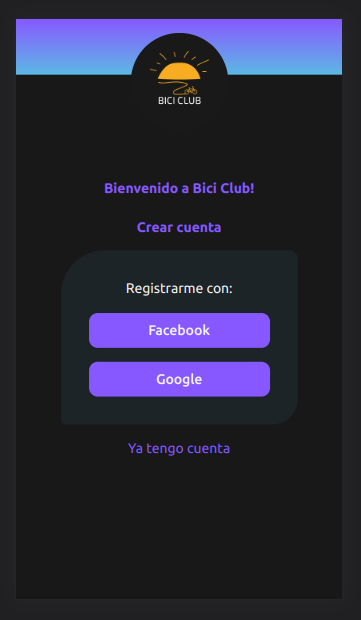 BICI CLUB
Bienvenido a Bici Club!
Crear cuenta
Registrarme con:
Facebook
Google
Ya tengo cuenta